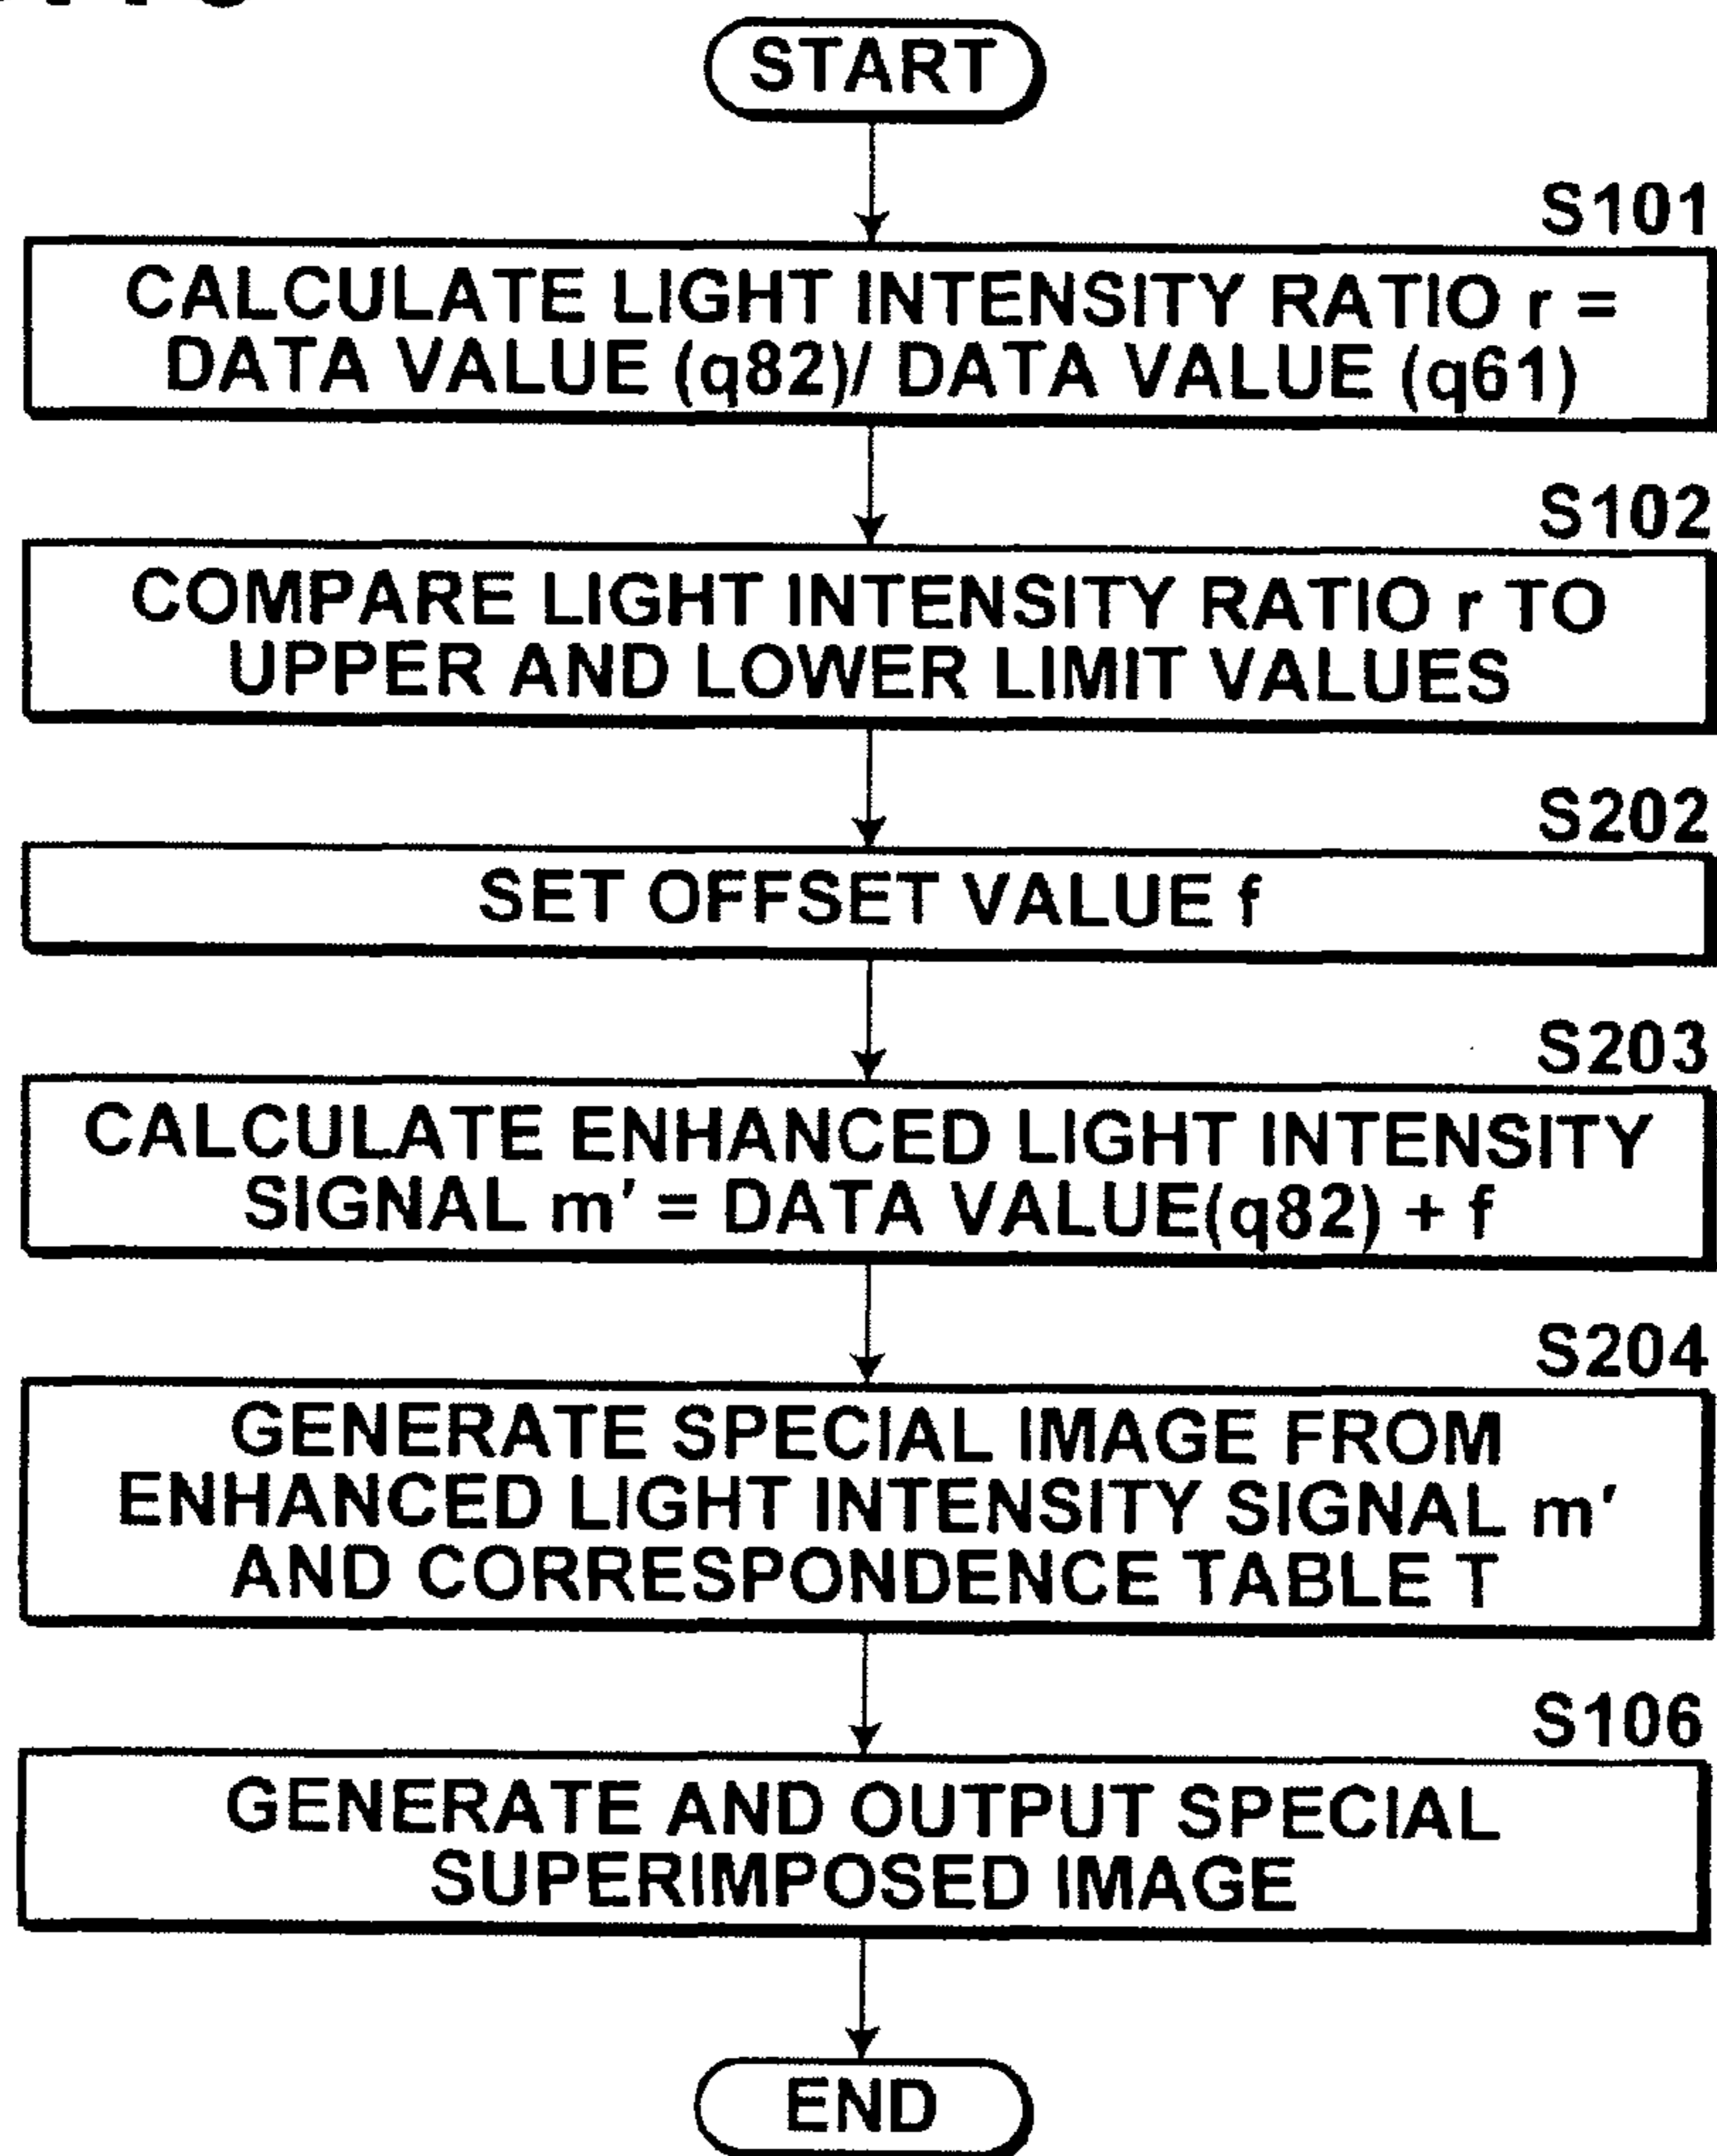 START
S101
CALCULATE LIGHT INTENSITY RATIO r =
DATA VALUE (q82)/ DATA VALUE (q61)
S102
COMPARE LIGHT INTENSITY RATIO r TO
UPPER AND LOWER LIMIT VALUES
S202
SET OFFSET VALUE f
S203
CALCULATE ENHANCED LIGHT INTENSITY
SIGNAL m' = DATA VALUE(q82) + f
S204
GENERATE SPECIAL IMAGE FROM
ENHANCED LIGHT INTENSITY SIGNAL m'
AND CORRESPONDENCE TABLE T
S106
GENERATE AND OUTPUT SPECIAL
SUPERIMPOSED IMAGE
END